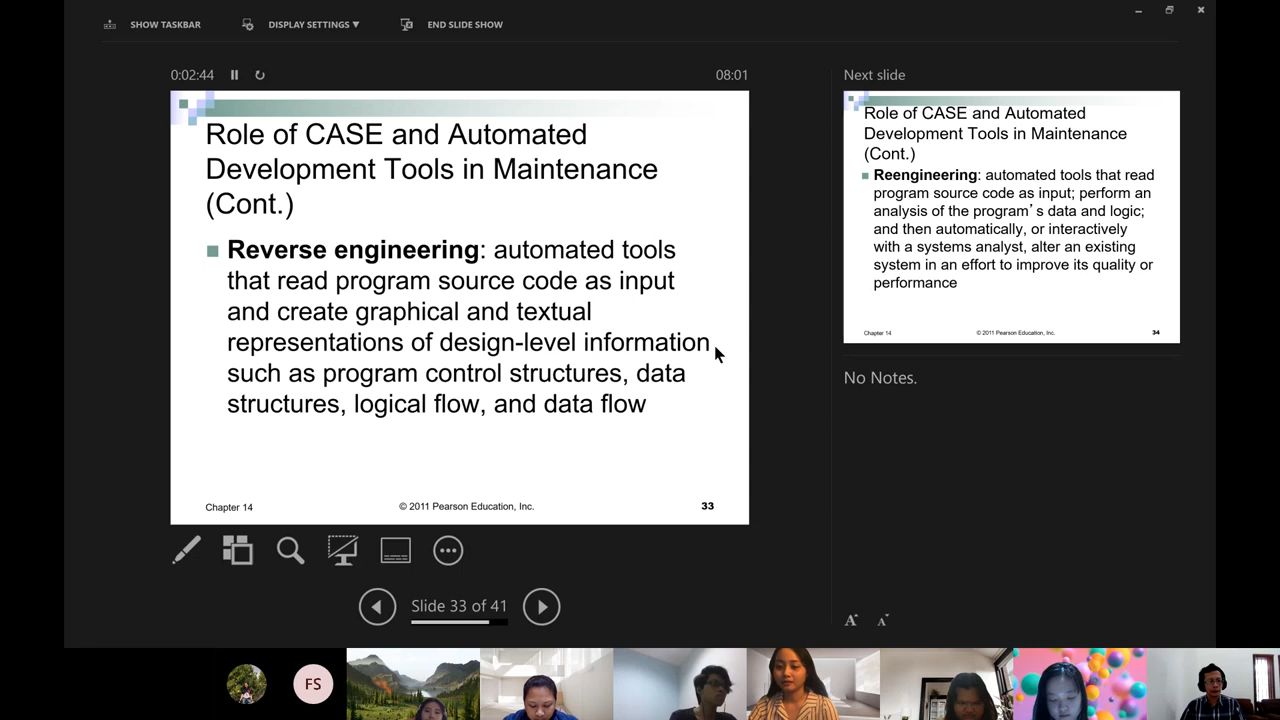 SHOW TASKBAR
DISPLAY SETTINGS ▼
END SLIDE SHOW
0:02:44
08:01
Role of CASE and Automated
Development Tools in Maintenance
(Cont.)
Reverse engineering: automated tools
that read program source code as input
and create graphical and textual
representations of design-level information
such as program control structures, data
structures, logical flow, and data flow
Chapter 14
© 2011 Pearson Education, Inc.
33
Slide 33 of 41
Next slide
Role of CASE and Automated
Development Tools in Maintenance
(Cont.)
Reengineering: automated tools that read
program source code as input; perform an
analysis of the program’s data and logic;
and then automatically, or interactively
with a systems analyst, alter an existing
system in an effort to improve its quality or
performance
Chapter 14
© 2011 Pearson Education, Inc.
34
No Notes.
A A
FS